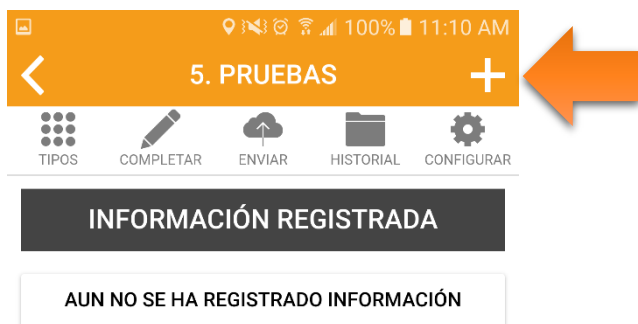 100% 11:10 AM
5. PRUEBAS
TIPOS COMPLETAR ENVIAR HISTORIAL CONFIGURAR
INFORMACIÓN REGISTRADA
AUN NO SE HA REGISTRADO INFORMACIÓN